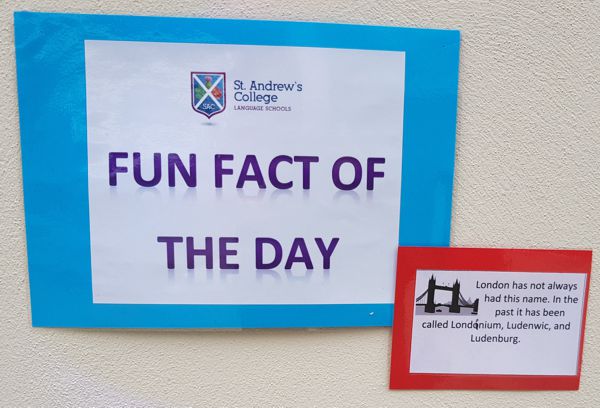 St. Andrew's
College
LANGUAGE SCHOOLS
SAC
FUN FACT OF
THE DAY
London has not always
had this name. In the
past it has been
called Londinium, Ludenwic, and
Ludenburg.